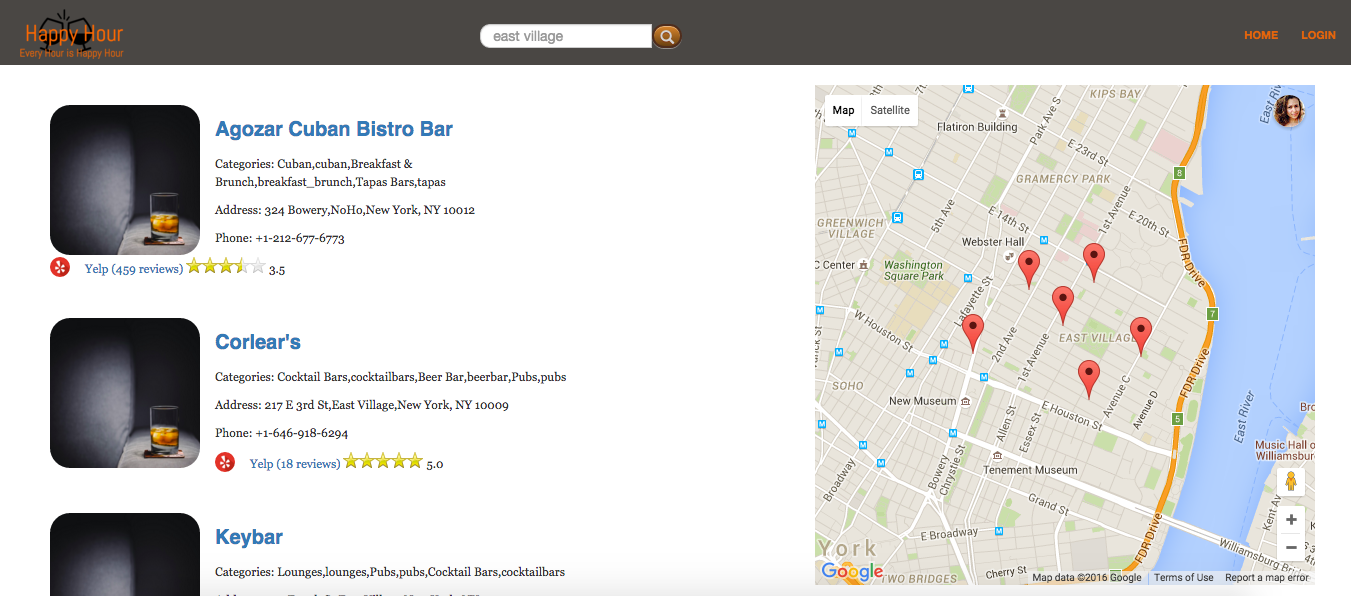 Happy Hour
Every Hour is Happy Hour
east village
HOME
LOGIN
Agozar Cuban Bistro Bar
Categories: Cuban,cuban,Breakfast &
Brunch,breakfast_brunch,Tapas Bars,tapas
Address: 324 Bowery,NoHo,New York, NY 10012
Phone: +1-212-677-6773
Yelp (459 reviews) 3.5
Corlear's
Categories: Cocktail Bars,cocktailbars,Beer Bar,beerbar,Pubs,pubs
Address: 217 E 3rd St,East Village,New York, NY 10009
Phone: +1-646-918-6294
Yelp (18 reviews) 5.0
Keybar
Categories: Lounges,lounges,Pubs,pubs,Cocktail Bars,cocktailbars
Map
Satellite
KIPS BAY
East River
Flatiron Building
Park Ave S
E 23rd St
8
GRAMERCY PARK
GREENWICH
VILLAGE
5th Ave
E 14th St
1st Avenue
E 20th St
Webster Hall
FDR Drive
C Center
Washington
Square Park
Lafayette St
7
W Houston St
2nd Ave
EAST VILLAGE
1st Avenue
FDR Drive
SOHO
Avenue C
Avenue D
New Museum
E Houston St
5
East River
Allen St
Essex St
Music Hall o
Williamsburg
Broadway
Bowery
Chrystie St
Tenement Museum
Grand St
Kent A
E Broadway
FDR Drive
Williamsburg B
York
Google
TWO BRIDGES
Cherry St
Map data ©2016 Google
Terms of Use
Report a map error